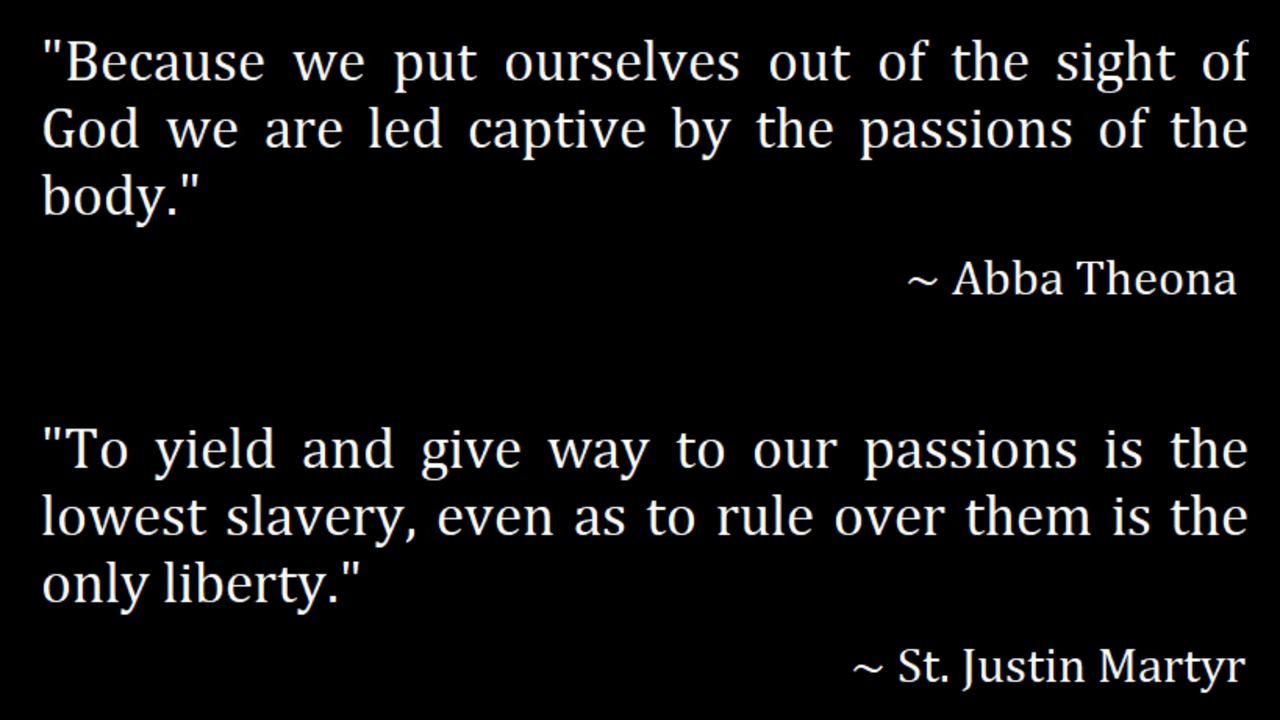 "Because we put ourselves out of the sight of
God we are led captive by the passions of the
body."
~ Abba Theona
"To yield and give way to our passions is the
lowest slavery, even as to rule over them is the
only liberty."
~ St. Justin Martyr